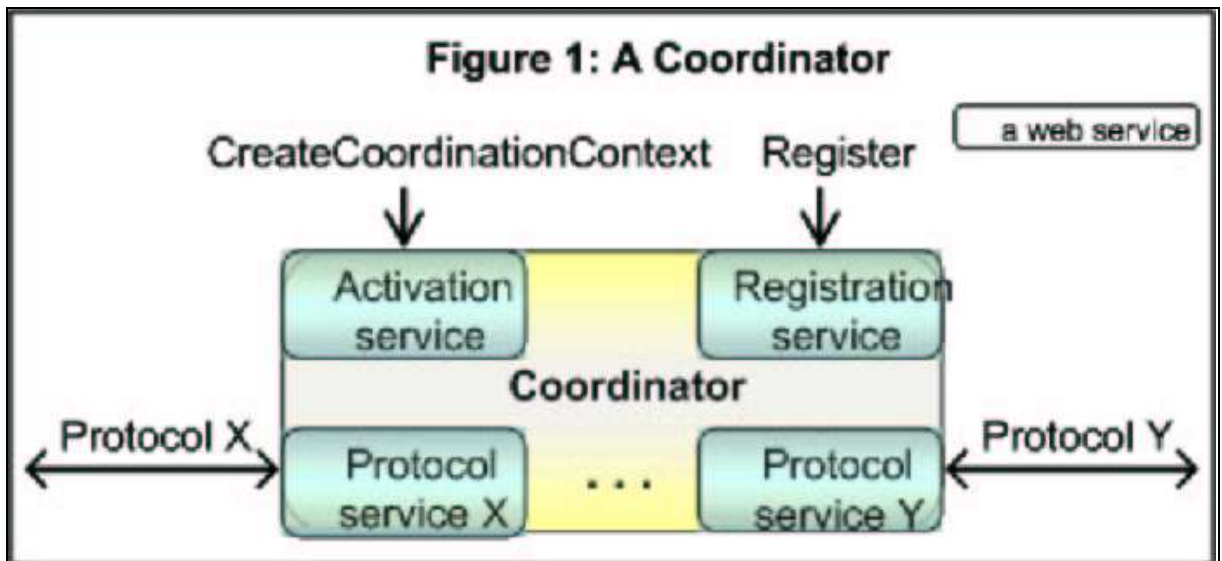 Figure 1: A Coordinator
a web service
CreateCoordinationContext
Register
Activation
service
Registration
service
Coordinator
Protocol X
Protocol
service X
...
Protocol
service Y
Protocol Y